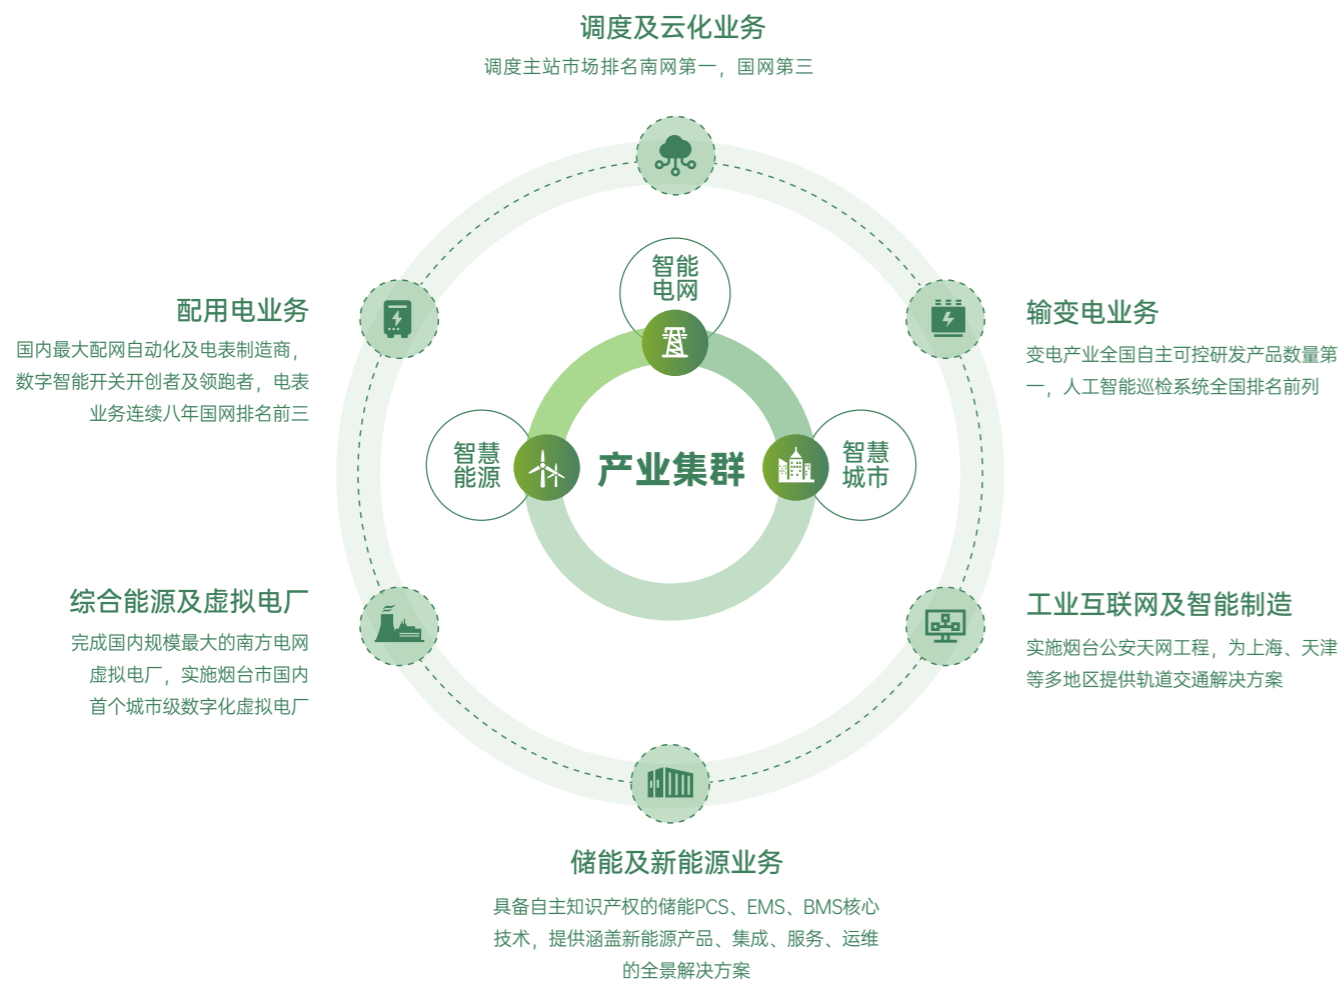 调度及云化业务
调度主站市场排名南网第一，国网第三
智能
电网
配用电业务
国内最大配网自动化及电表制造商，
数字智能开关开创者及领跑者，电表
业务连续八年国网排名前三
输变电业务
变电产业全国自主可控研发产品数量第
一，人工智能巡检系统全国排名前列
智慧
能源
产业集群
智慧
城市
综合能源及虚拟电厂
完成国内规模最大的南方电网
虚拟电厂，实施烟台市国内
首个城市级数字化虚拟电厂
工业互联网及智能制造
实施烟台公安天网工程，为上海、天津
等多地区提供轨道交通解决方案
储能及新能源业务
具备自主知识产权的储能PCS、EMS、BMS核心
技术，提供涵盖新能源产品、集成、服务、运维
的全景解决方案